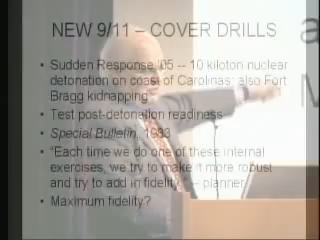 NEW 9/11 – COVER DRILLS
• Sudden Response '05 -- 10 kiloton nuclear
detonation on coast of Carolinas; also Fort
Bragg kidnapping
• Test post-detonation readiness
• Special Bulletin, 1983
• "Each time we do one of these internal
exercises, we try to make it more robust
and try to add in fidelity." -- planner
• Maximum fidelity?
a
M